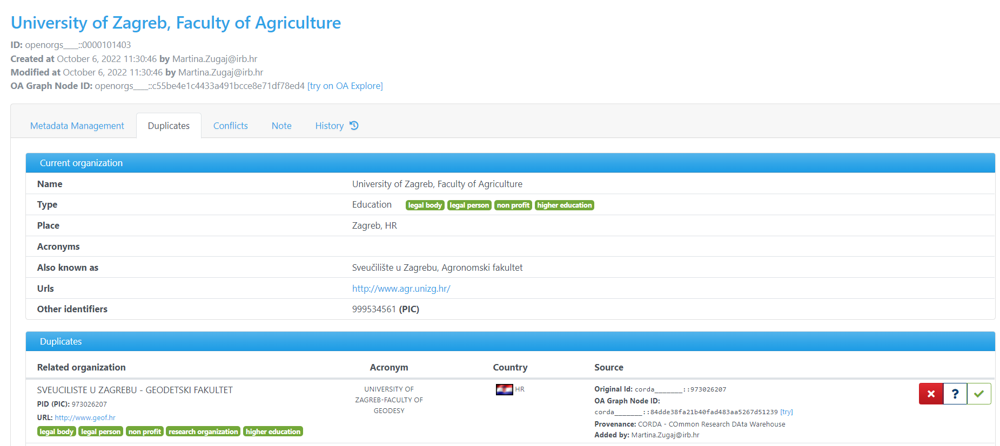 University of Zagreb, Faculty of Agriculture
ID: openorgs____::0000101403
Created at October 6, 2022 11:30:46 by Martina.Zugaj@irb.hr
Modified at October 6, 2022 11:30:46 by Martina.Zugaj@irb.hr
OA Graph Node ID: openorgs____::c55be4e1c4433a491bcce8e71df78ed4 [try on OA Explore]
Metadata Management Duplicates Conflicts Note History
Current organization
Name University of Zagreb, Faculty of Agriculture
Type Education legal body legal person non profit higher education
Place Zagreb, HR
Acronyms
Also known as Sveučilište u Zagrebu, Agronomski fakultet
Urls http://www.agr.unizg.hr/
Other identifiers 999534561 (PIC)
Duplicates
Related organization Acronym Country Source
SVEUCILISTE U ZAGREBU - GEODETSKI FAKULTET
PID (PIC): 973026207
URL: http://www.geof.hr
legal body legal person non profit research organization higher education
UNIVERSITY OF
ZAGREB-FACULTY OF
GEODESY
HR
Original Id: corda_______::973026207
OA Graph Node ID:
corda_______::84dde38fa21b40fad483aa5267d51239 [try]
Provenance: CORDA - COmmon Research DAta Warehouse
Added by: Martina.Zugaj@irb.hr
?